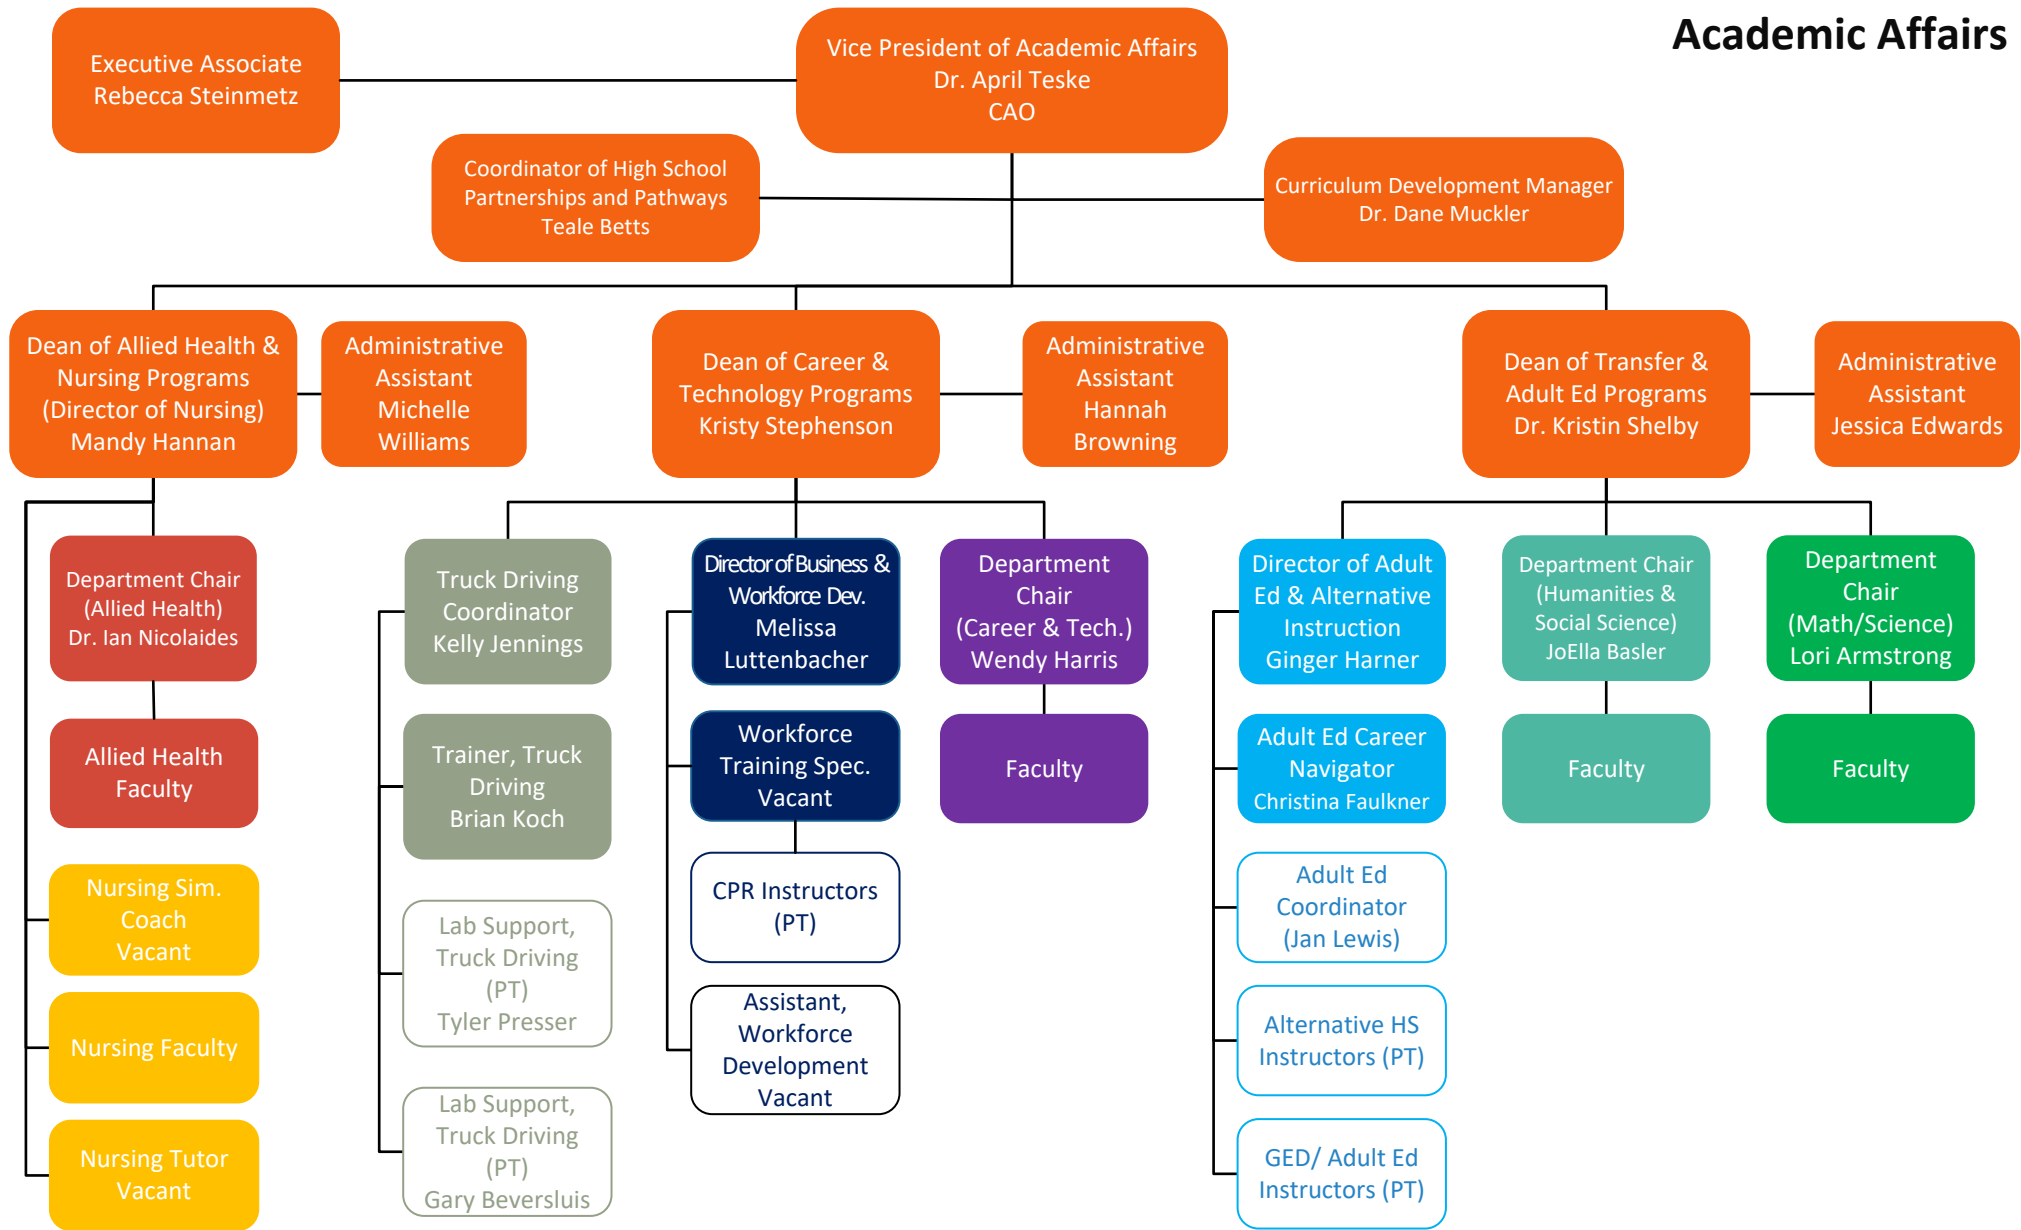 Academic Affairs
Executive Associate
Rebecca Steinmetz
Vice President of Academic Affairs
Dr. April Teske
CAO
Coordinator of High School
Partnerships and Pathways
Teale Betts
Curriculum Development Manager
Dr. Dane Muckler
Dean of Allied Health &
Nursing Programs
(Director of Nursing)
Mandy Hannan
Administrative
Assistant
Michelle
Williams
Dean of Career &
Technology Programs
Kristy Stephenson
Administrative
Assistant
Hannah
Browning
Dean of Transfer &
Adult Ed Programs
Dr. Kristin Shelby
Administrative
Assistant
Jessica Edwards
Department Chair
(Allied Health)
Dr. Ian Nicolaides
Allied Health
Faculty
Nursing Sim.
Coach
Vacant
Nursing Faculty
Nursing Tutor
Vacant
Truck Driving
Coordinator
Kelly Jennings
Trainer, Truck
Driving
Brian Koch
Lab Support,
Truck Driving
(PT)
Tyler Presser
Lab Support,
Truck Driving
(PT)
Gary Beversluis
Director of Business &
Workforce Dev.
Melissa
Luttenbacher
Workforce
Training Spec.
Vacant
CPR Instructors
(PT)
Assistant,
Workforce
Development
Vacant
Department
Chair
(Career & Tech.)
Wendy Harris
Faculty
Director of Adult
Ed & Alternative
Instruction
Ginger Harner
Adult Ed Career
Navigator
Christina Faulkner
Adult Ed
Coordinator
(Jan Lewis)
Alternative HS
Instructors (PT)
GED/ Adult Ed
Instructors (PT)
Department Chair
(Humanities &
Social Science)
JoElla Basler
Faculty
Department
Chair
(Math/Science)
Lori Armstrong
Faculty